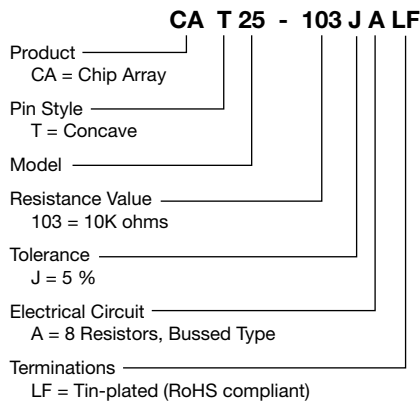 CA T 25 - 103 J A LF
Product
CA = Chip Array
Pin Style
T = Concave
Model
Resistance Value
103 = 10K ohms
Tolerance
J = 5 %
Electrical Circuit
A = 8 Resistors, Bussed Type
Terminations
LF = Tin-plated (RoHS compliant)